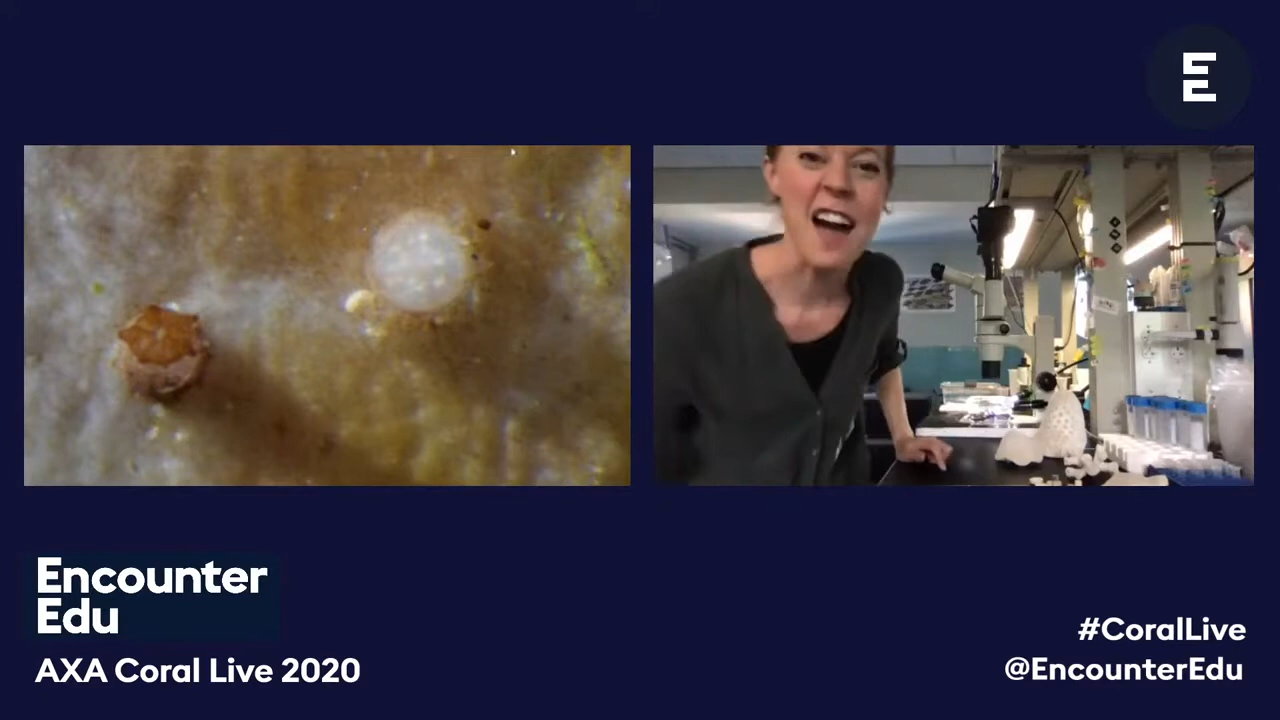 E
Encounter
Edu
AXA Coral Live 2020
#CoralLive
@EncounterEdu